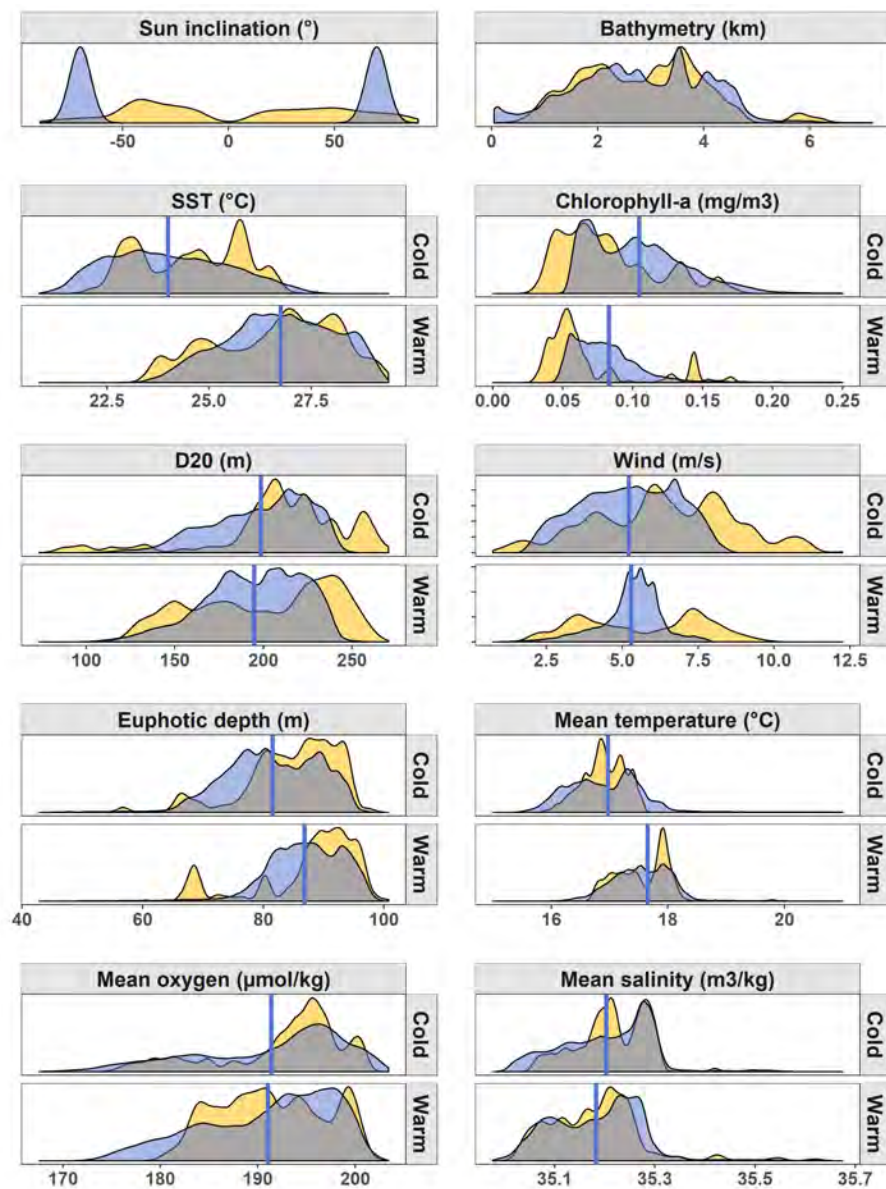 Sun inclination (°) Bathymetry (km)
-50 0 50 0 2 4 6
SST (°C) Chlorophyll-a (mg/m3)
Cold Cold
Warm Warm
22.5 25.0 27.5 0.00 0.05 0.10 0.15 0.20 0.25
D20 (m) Wind (m/s)
Cold Cold
Warm Warm
100 150 200 250 2.5 5.0 7.5 10.0 12.5
Euphotic depth (m) Mean temperature (°C)
Cold Cold
Warm Warm
40 60 80 100 16 18 20
Mean oxygen (µmol/kg) Mean salinity (m3/kg)
Cold Cold
Warm Warm
170 180 190 200 35.1 35.3 35.5 35.7